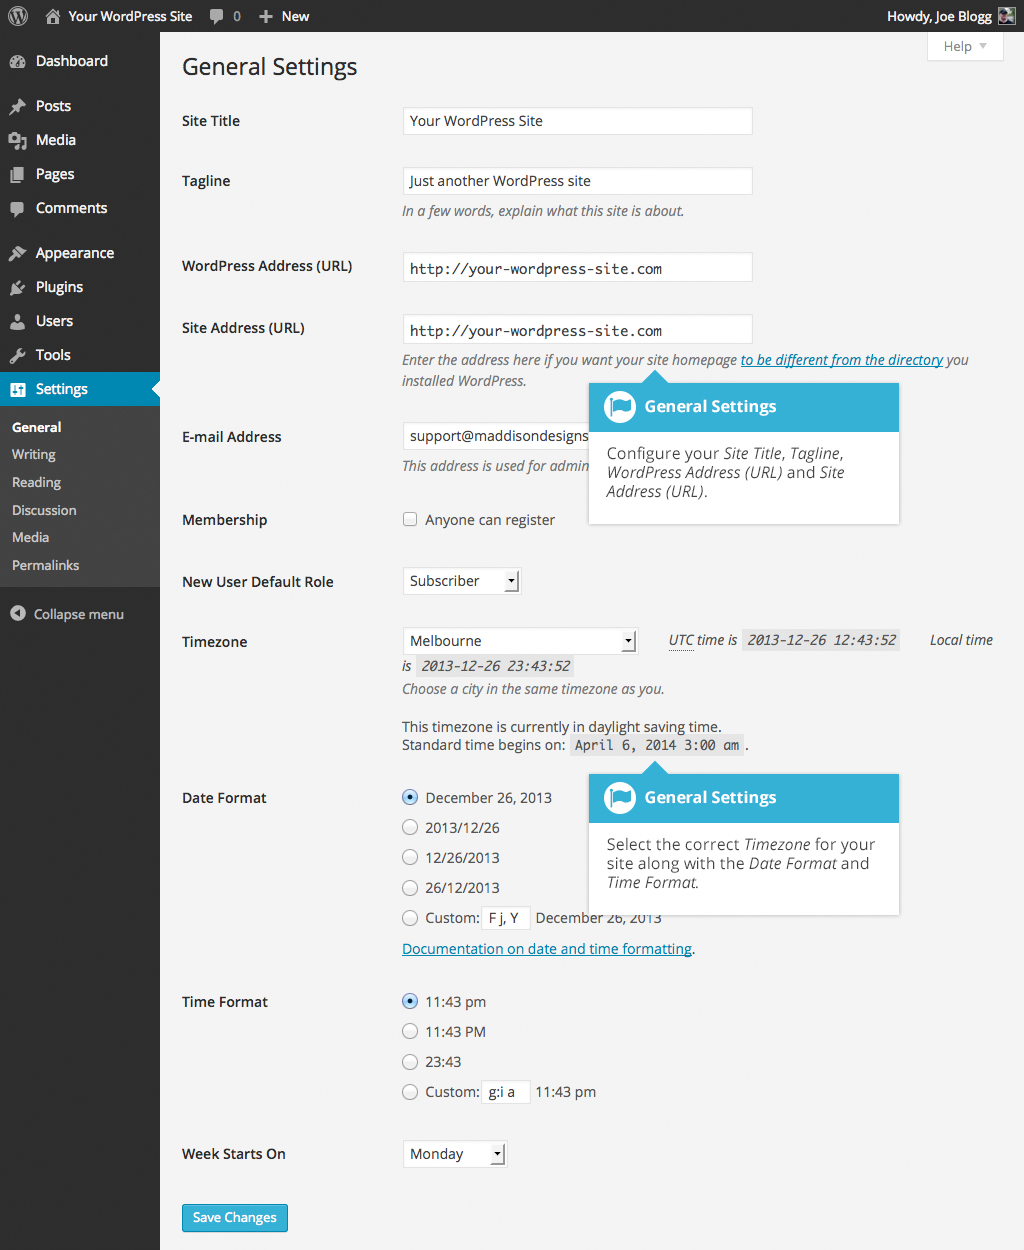 Your WordPress Site 0 New Howdy, Joe Blogg
Help
Dashboard
Posts
Media
Pages
Comments
Appearance
Plugins
Users
Tools
Settings
General
Writing
Reading
Discussion
Media
Permalinks
Collapse menu
General Settings
Site Title Your WordPress Site
Tagline Just another WordPress site
In a few words, explain what this site is about.
WordPress Address (URL) http://your-wordpress-site.com
Site Address (URL) http://your-wordpress-site.com
Enter the address here if you want your site homepage to be different from the directory you
installed WordPress.
General Settings
Configure your Site Title, Tagline,
WordPress Address (URL) and Site
Address (URL).
E-mail Address support@maddisondesigns
This address is used for admin
Membership Anyone can register
New User Default Role Subscriber
Timezone Melbourne UTC time is 2013-12-26 12:43:52 Local time
is 2013-12-26 23:43:52
Choose a city in the same timezone as you.
This timezone is currently in daylight saving time.
Standard time begins on: April 6, 2014 3:00 am .
General Settings
Select the correct Timezone for your
site along with the Date Format and
Time Format.
Date Format December 26, 2013
2013/12/26
12/26/2013
26/12/2013
Custom: F j, Y December 26, 2013
Documentation on date and time formatting.
Time Format 11:43 pm
11:43 PM
23:43
Custom: g:i a 11:43 pm
Week Starts On Monday
Save Changes